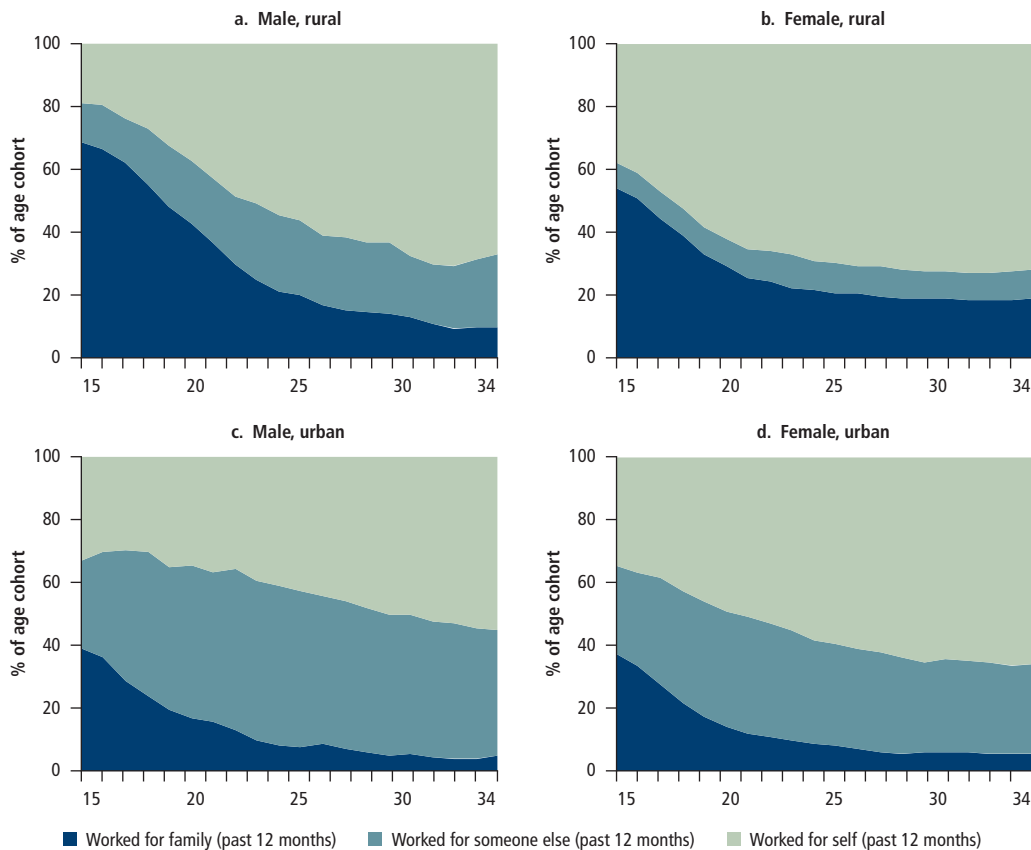 a. Male, rural
b. Female, rural
% of age cohort
100
80
60
40
20
0
15 20 25 30 34
% of age cohort
100
80
60
40
20
0
15 20 25 30 34
c. Male, urban
d. Female, urban
% of age cohort
100
80
60
40
20
0
15 20 25 30 34
% of age cohort
100
80
60
40
20
0
15 20 25 30 34
Worked for family (past 12 months) Worked for someone else (past 12 months) Worked for self (past 12 months)